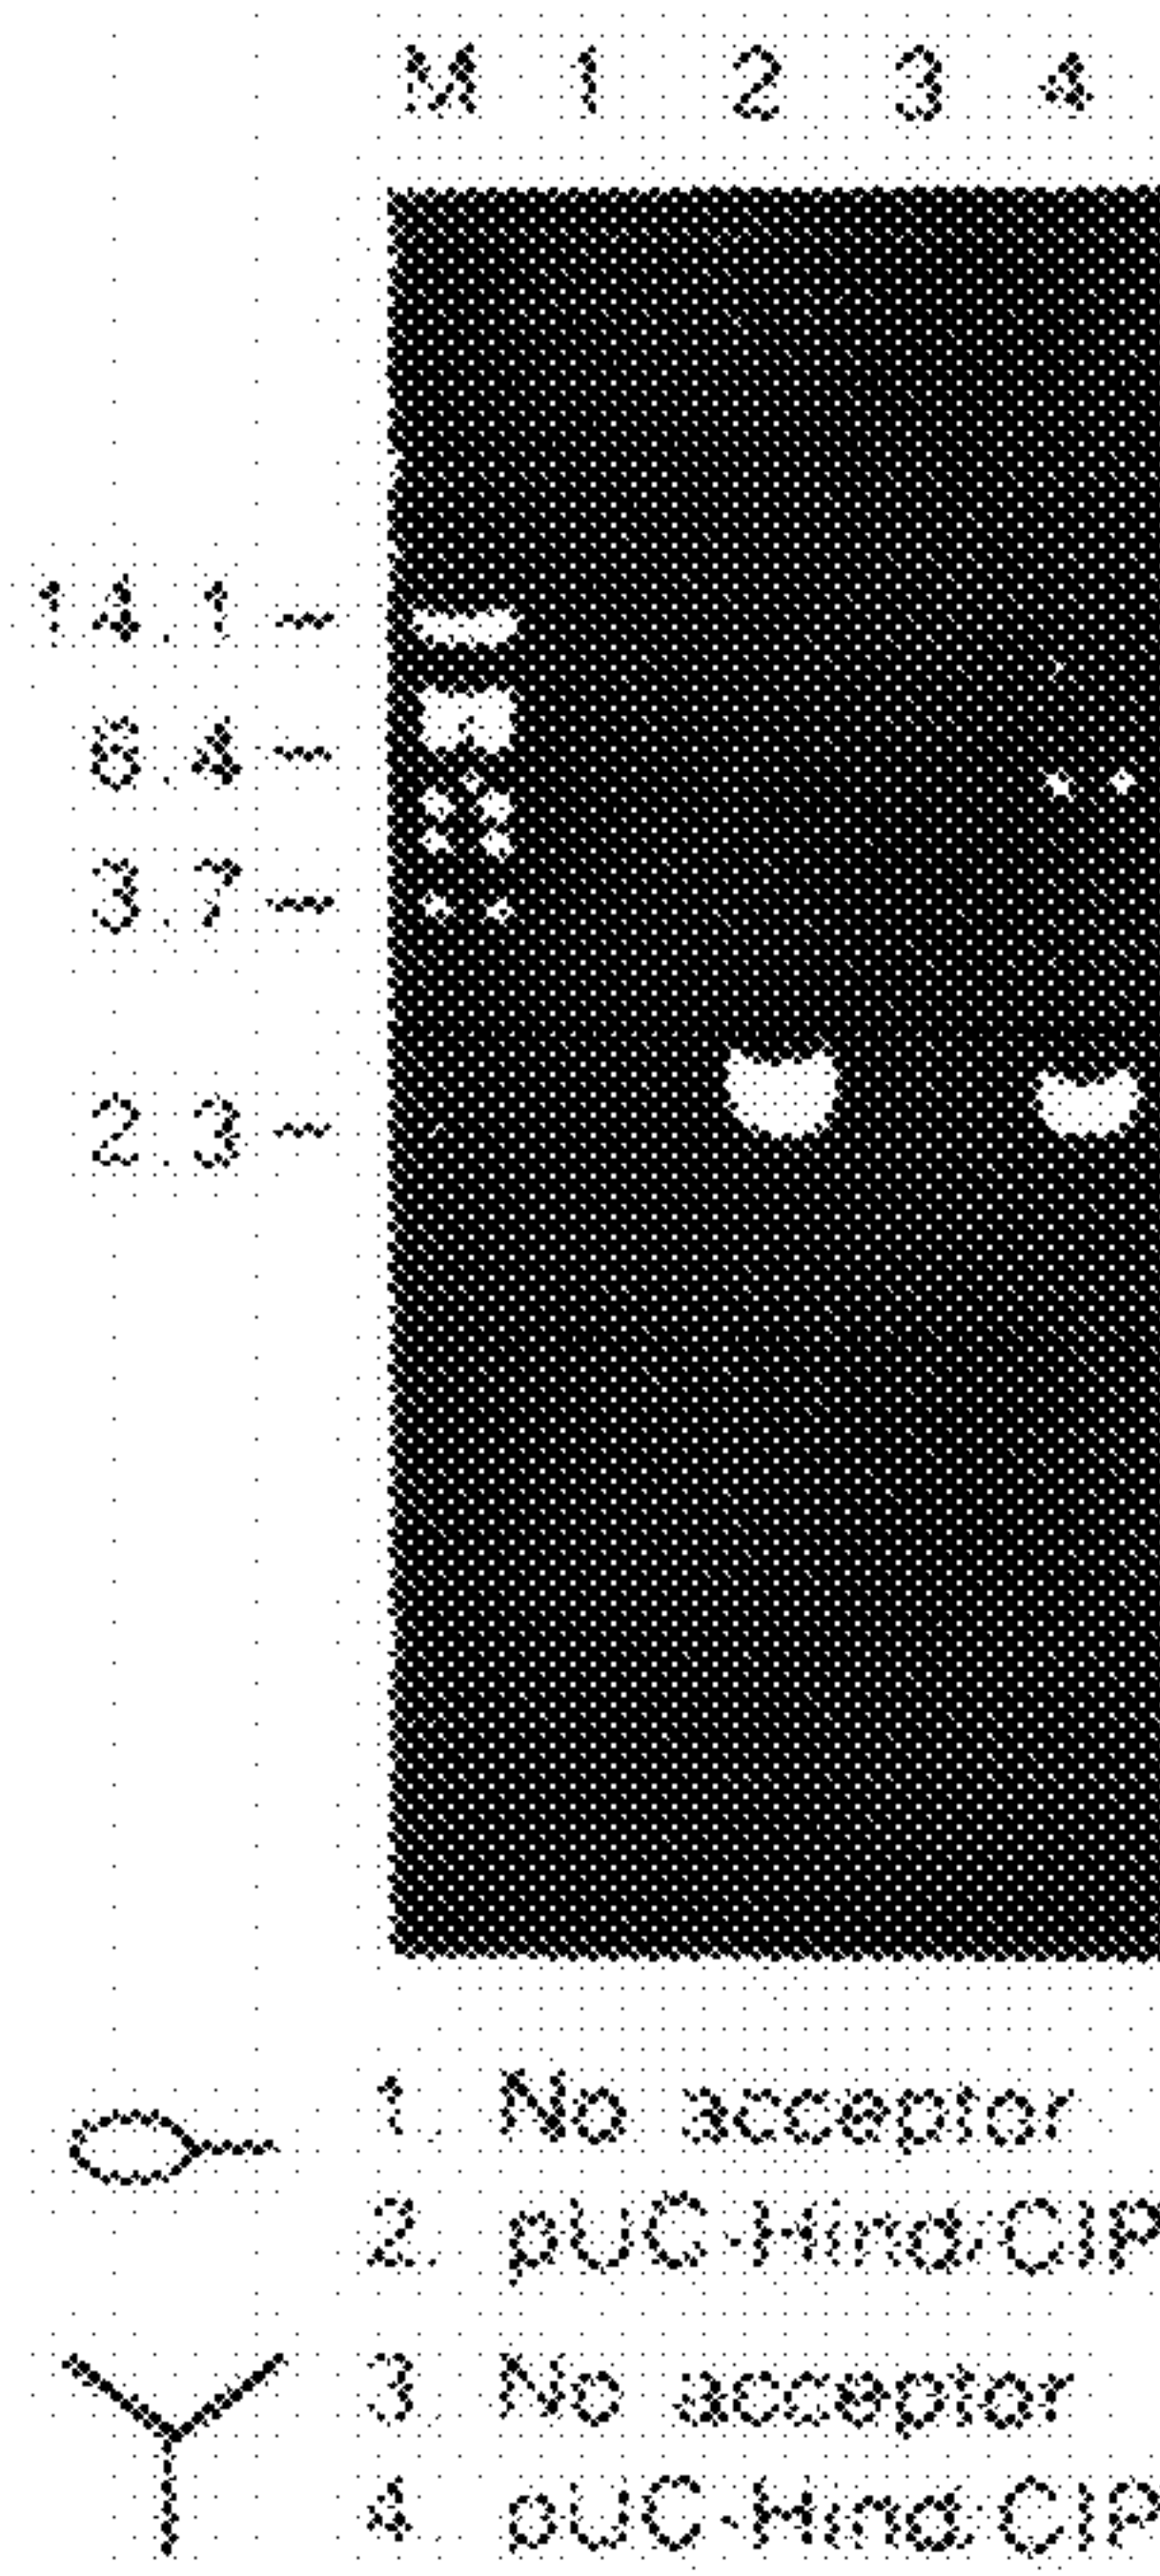 M 1 2 3 4
14.1
8.4
3.7
2.3
1. No acceptor
2. pUC-Hind/CIP
3 No acceptor
4 pUC-Hind/CIP